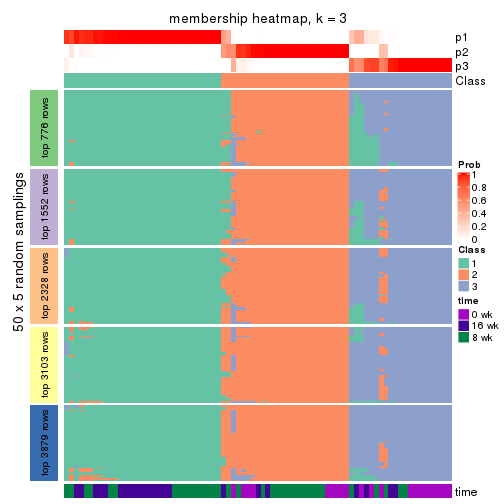 membership heatmap, k = 3
p1
p2
p3
Class
50 x 5 random samplings
top 776 rows
top 1552 rows
top 2328 rows
top 3103 rows
top 3879 rows
time
Prob
1
0.8
0.6
0.4
0.2
0
Class
1
2
3
time
0 wk
16 wk
8 wk